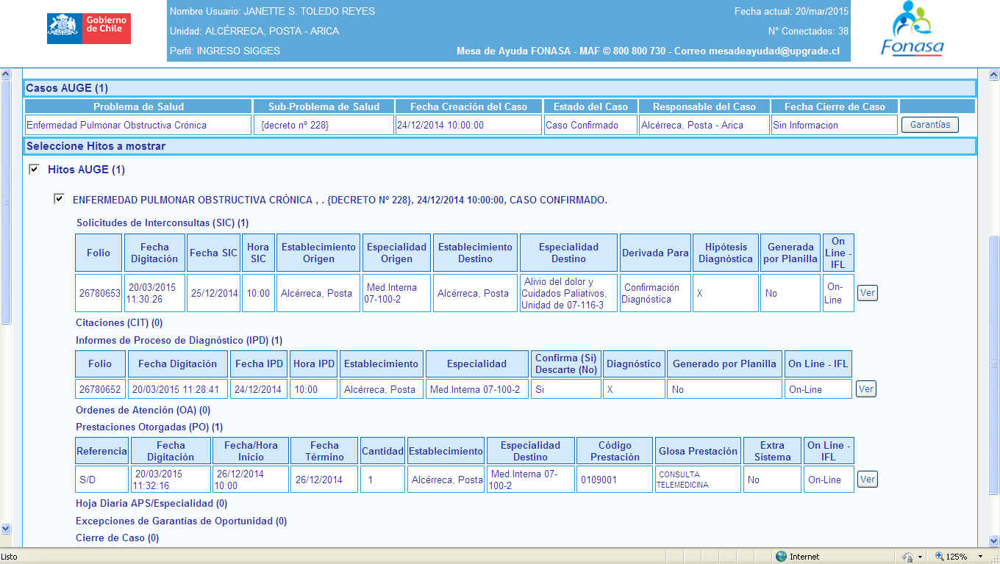 Gobierno
de Chile
Nombre Usuario: JANETTE S. TOLEDO REYES
Fecha actual: 20/mar/2015
Unidad: ALCÉRRECA, POSTA - ARICA
N° Conectados: 38
Perfil: INGRESO SIGGES
Mesa de Ayuda FONASA - MAF © 800 800 730 - Correo mesadeayudad@upgrade.cl
Fonasa
Casos AUGE (1)
Problema de Salud Sub-Problema de Salud Fecha Creación del Caso Estado del Caso Responsable del Caso Fecha Cierre de Caso
Enfermedad Pulmonar Obstructiva Crónica . {decreto nº 228} 24/12/2014 10:00:00 Caso Confirmado Alcérreca, Posta - Arica Sin Informacion Garantías
Seleccione Hitos a mostrar
Hitos AUGE (1)
ENFERMEDAD PULMONAR OBSTRUCTIVA CRÓNICA , . {DECRETO Nº 228}, 24/12/2014 10:00:00, CASO CONFIRMADO.
Solicitudes de Interconsultas (SIC) (1)
Folio
Fecha
Digitación
Fecha SIC
Hora
SIC
Establecimiento
Origen
Especialidad
Origen
Establecimiento
Destino
Especialidad
Destino
Derivada Para
Hipótesis
Diagnóstica
Generada
por Planilla
On
Line -
IFL
26780653
20/03/2015
11:30:26
25/12/2014
10:00
Alcérreca, Posta
Med.Interna
07-100-2
Alcérreca, Posta
Alivio del dolor y
Cuidados Paliativos,
Unidad de 07-116-3
Confirmación
Diagnóstica
X
No
On-
Line
Ver
Citaciones (CIT) (0)
Informes de Proceso de Diagnóstico (IPD) (1)
Folio
Fecha Digitación
Fecha IPD
Hora IPD
Establecimiento
Especialidad
Confirma (Sí)
Descarte (No)
Diagnóstico
Generado por Planilla
On Line - IFL
26780652
20/03/2015 11:28:41
24/12/2014
10:00
Alcérreca, Posta
Med.Interna 07-100-2
Si
X
No
On-Line
Ver
Ordenes de Atención (OA) (0)
Prestaciones Otorgadas (PO) (1)
Referencia
Fecha
Digitación
Fecha/Hora
Inicio
Fecha
Término
Cantidad
Establecimiento
Especialidad
Destino
Código
Prestación
Glosa Prestación
Extra
Sistema
On Line -
IFL
S/D
20/03/2015
11:32:16
26/12/2014
10:00
26/12/2014
1
Alcérreca, Posta
Med.Interna 07-
100-2
0109001
CONSULTA
TELEMEDICINA
No
On-Line
Ver
Hoja Diaria APS/Especialidad (0)
Excepciones de Garantías de Oportunidad (0)
Cierre de Caso (0)
Listo
Internet
125%